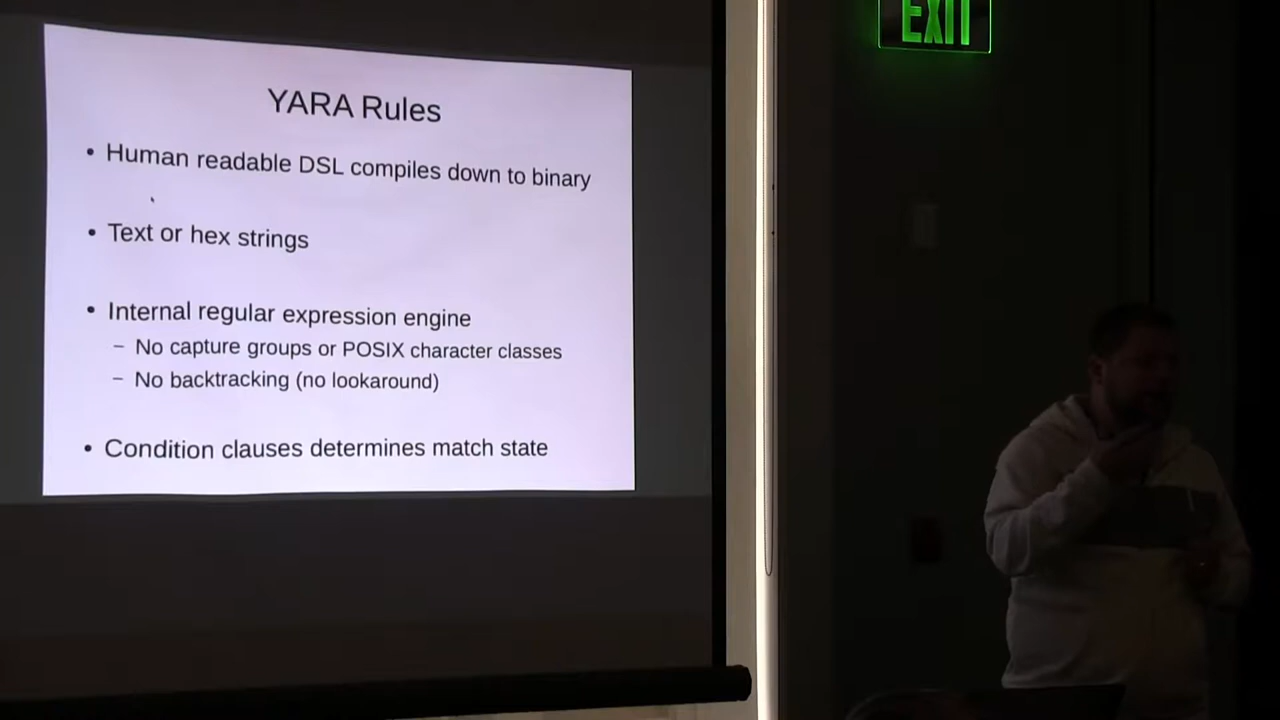 EXIT
YARA Rules
• Human readable DSL compiles down to binary
• Text or hex strings
• Internal regular expression engine
– No capture groups or POSIX character classes
– No backtracking (no lookaround)
• Condition clauses determines match state